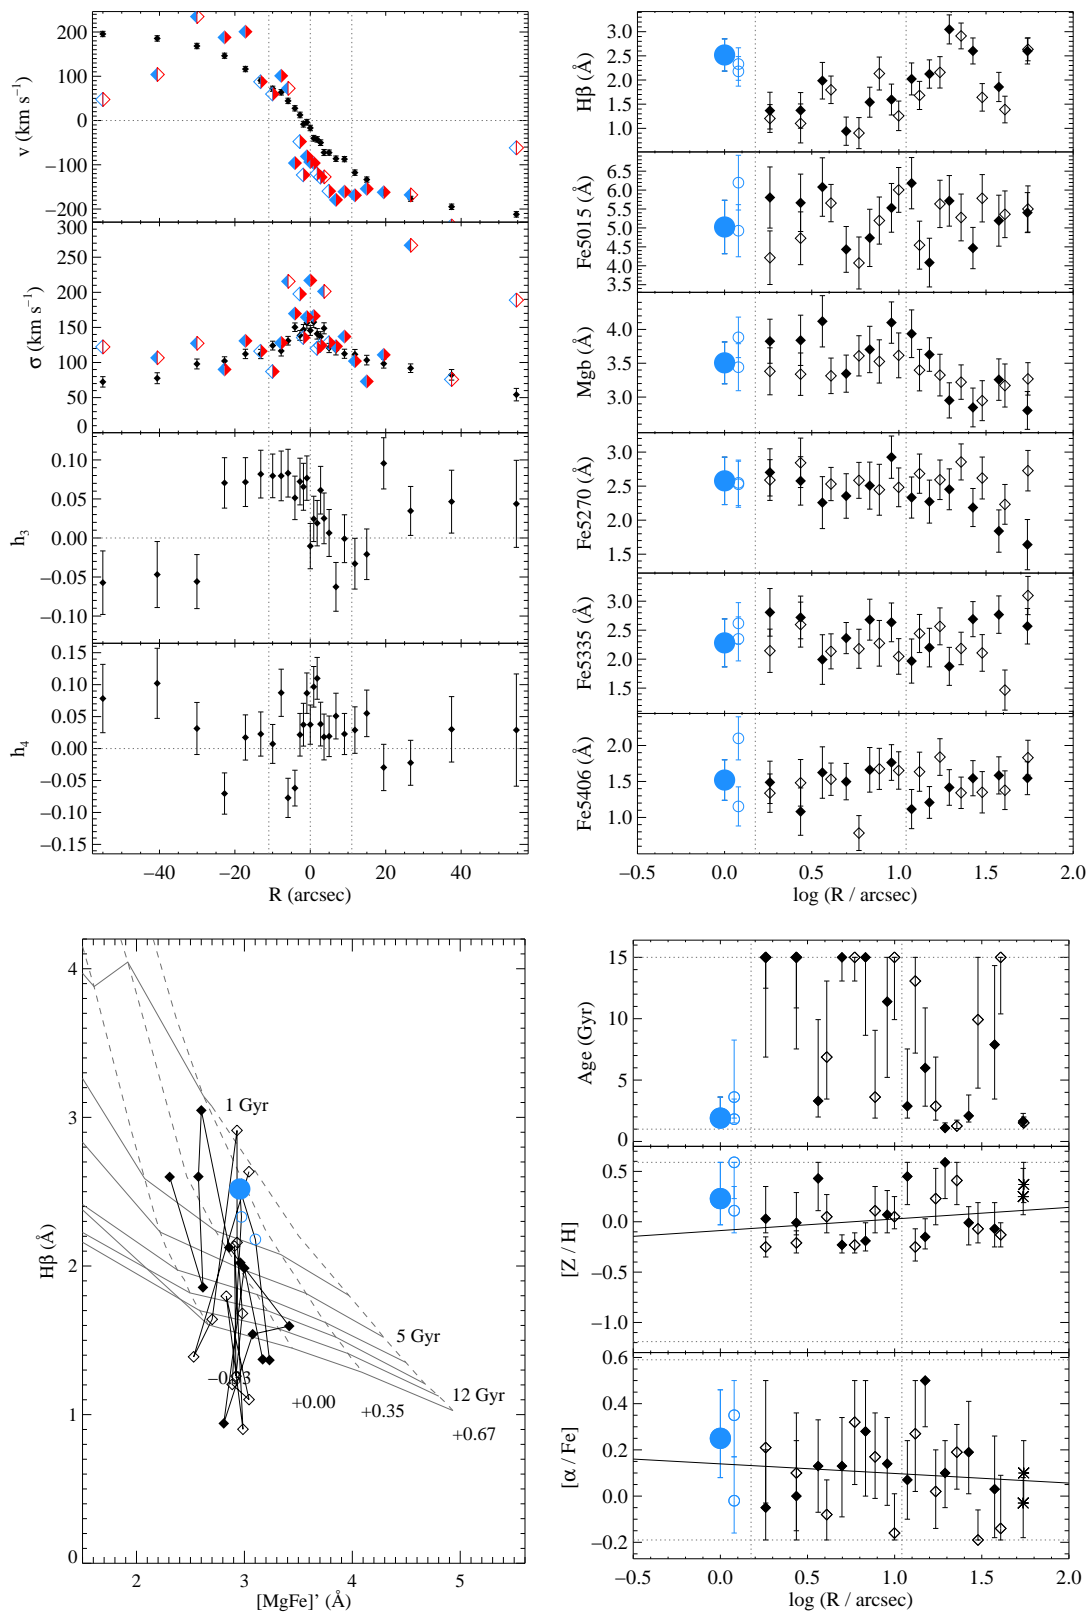 200
100
0
−100
−200
v (km s⁻¹)
300
250
200
150
100
50
0
σ (km s⁻¹)
0.10
0.05
0.00
−0.05
−0.10
h₃
0.15
0.10
0.05
0.00
−0.05
−0.10
−0.15
h₄
−40 −20 0 20 40
R (arcsec)
3.0
2.5
2.0
1.5
1.0
Hβ (Å)
6.5
6.0
5.5
5.0
4.5
4.0
3.5
Fe5015 (Å)
4.0
3.5
3.0
Mgb (Å)
3.0
2.5
2.0
1.5
Fe5270 (Å)
3.0
2.5
2.0
1.5
Fe5335 (Å)
2.0
1.5
1.0
Fe5406 (Å)
−0.5 0.0 0.5 1.0 1.5 2.0
log (R / arcsec)
4
3
2
1
0
Hβ (Å)
1 Gyr
5 Gyr
12 Gyr
+0.00
+0.35
+0.67
2 3 4 5
[MgFe]' (Å)
15
10
5
0
Age (Gyr)
0.5
0.0
−0.5
−1.0
[Z / H]
0.6
0.4
0.2
0.0
−0.2
[α / Fe]
−0.5 0.0 0.5 1.0 1.5 2.0
log (R / arcsec)